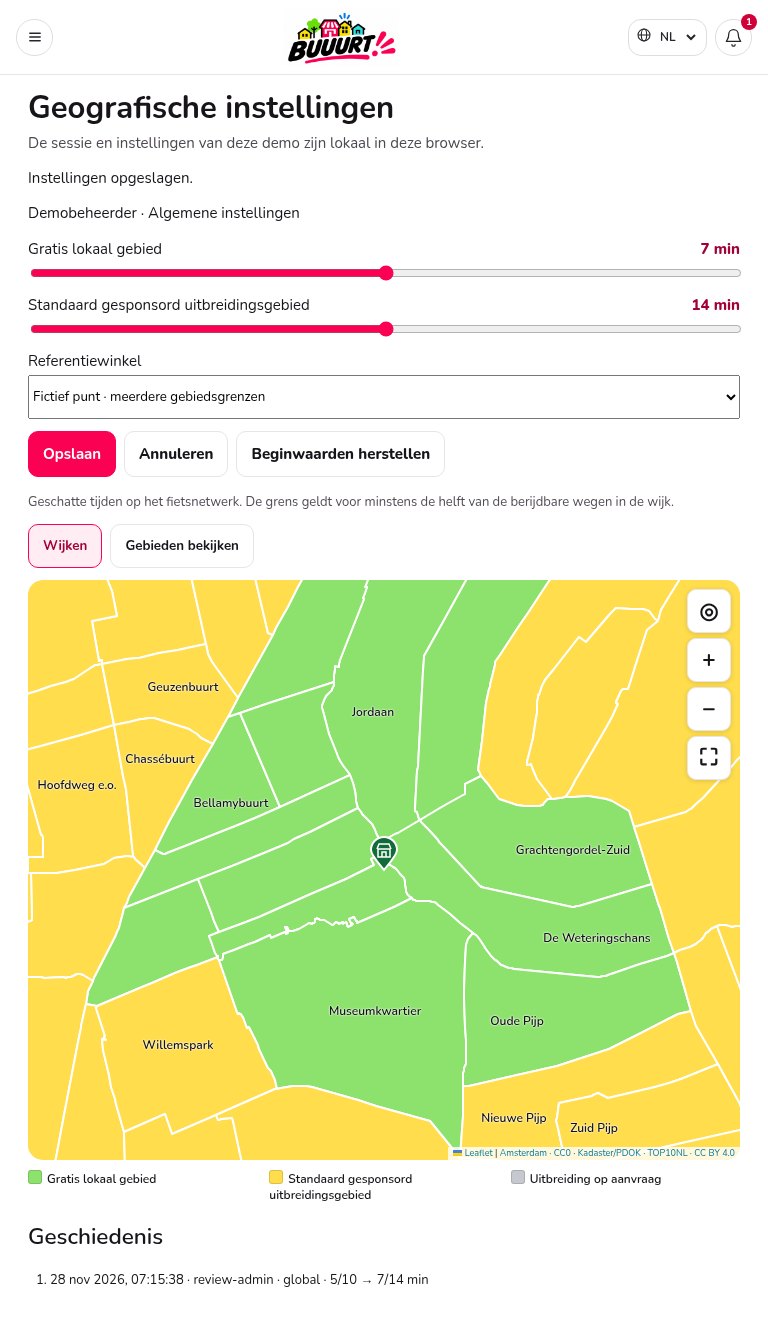 BUUURT!
NL
1
Geografische instellingen
De sessie en instellingen van deze demo zijn lokaal in deze browser.
Instellingen opgeslagen.
Demobeheerder · Algemene instellingen
Gratis lokaal gebied
7 min
Standaard gesponsord uitbreidingsgebied
14 min
Referentiewinkel
Fictief punt · meerdere gebiedsgrenzen
Opslaan
Annuleren
Beginwaarden herstellen
Geschatte tijden op het fietsnetwerk. De grens geldt voor minstens de helft van de berijdbare wegen in de wijk.
Wijken
Gebieden bekijken
+
−
Geuzenbuurt
Jordaan
Chassébuurt
Hoofdweg e.o.
Bellamybuurt
Grachtengordel-Zuid
De Weteringschans
Museumkwartier
Oude Pijp
Willemspark
Nieuwe Pijp
Zuid Pijp
Leaflet | Amsterdam · CC0 · Kadaster/PDOK · TOP10NL · CC BY 4.0
Gratis lokaal gebied
Standaard gesponsord
uitbreidingsgebied
Uitbreiding op aanvraag
Geschiedenis
1. 28 nov 2026, 07:15:38 · review-admin · global · 5/10 → 7/14 min